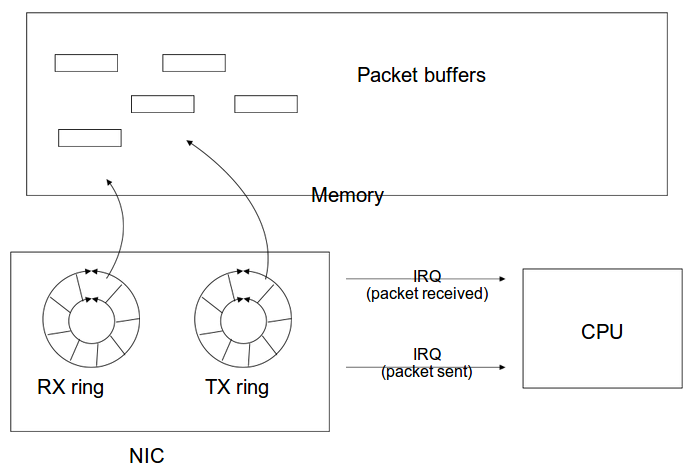 Packet buffers
Memory
IRQ
(packet received)
CPU
IRQ
(packet sent)
RX ring
TX ring
NIC